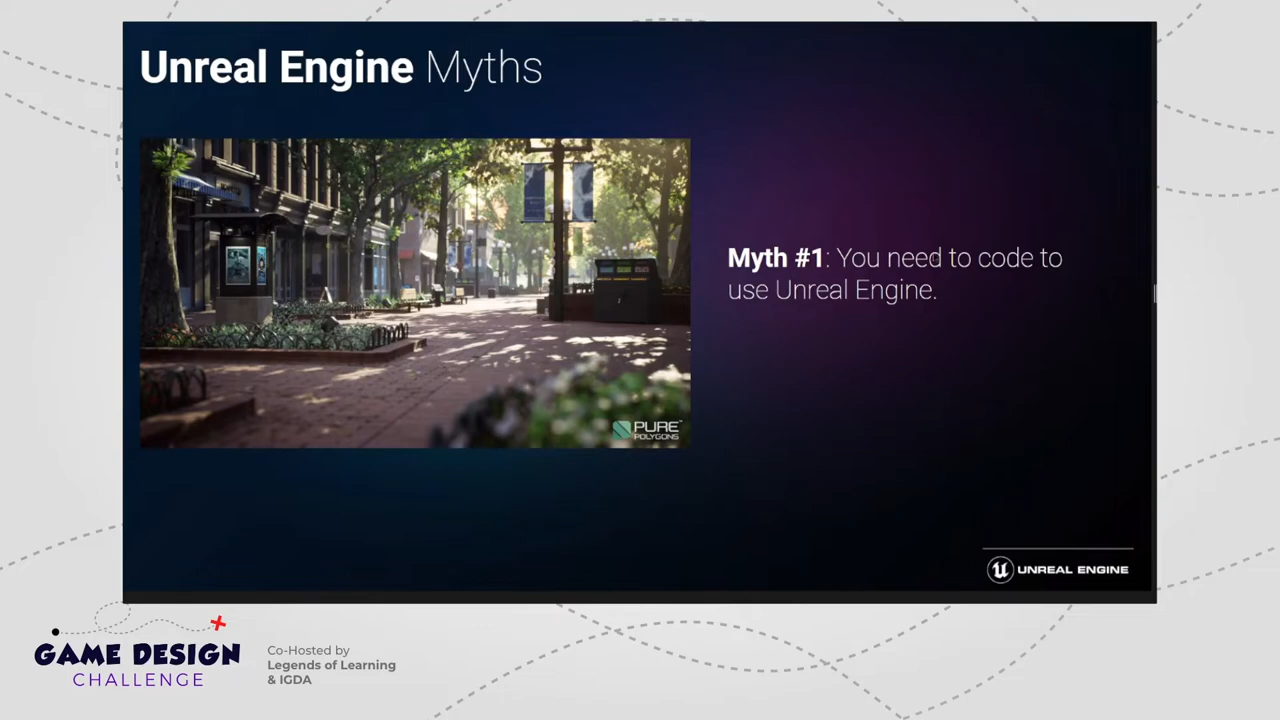 Unreal Engine Myths
PURE
POLYGONS
Myth #1: You need to code to
use Unreal Engine.
UNREAL ENGINE
GAME DESIGN
CHALLENGE
Co-Hosted by
Legends of Learning
& IGDA